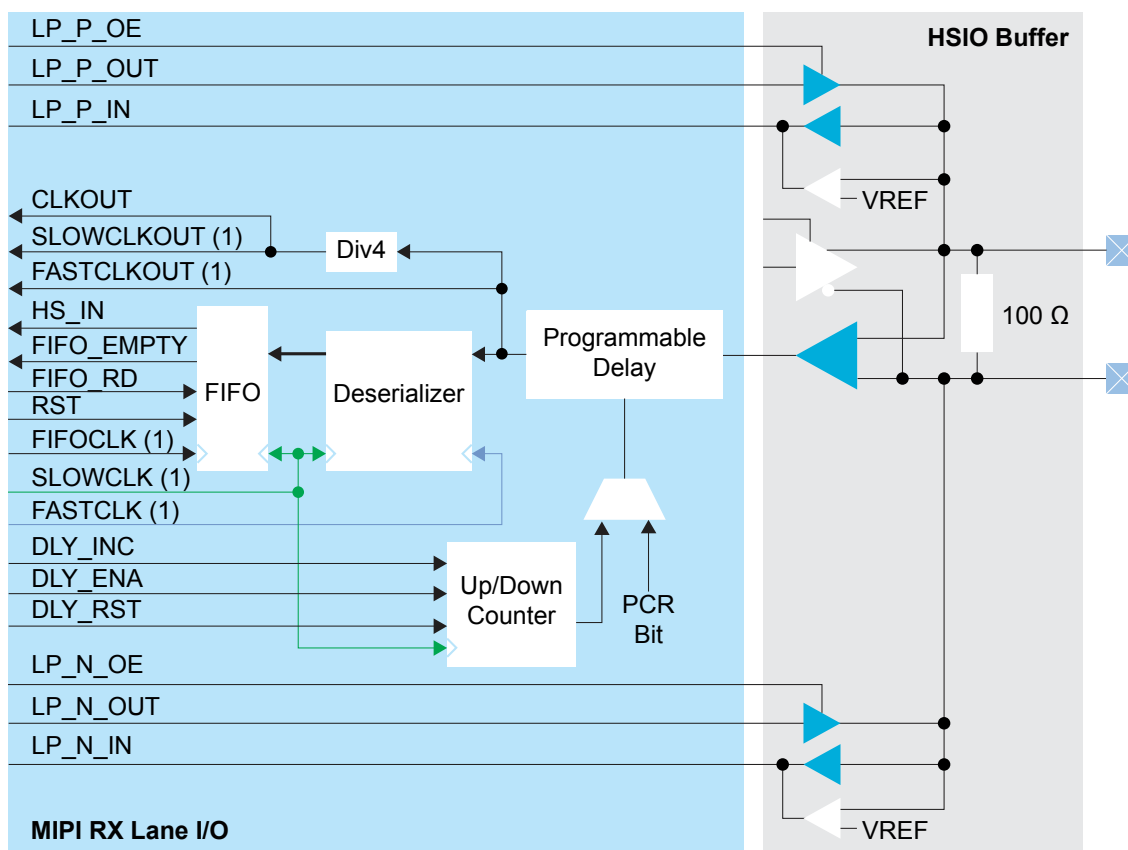 LP_P_OE
HSIO Buffer
LP_P_OUT
LP_P_IN
CLKOUT
VREF
SLOWCLKOUT (1)
Div4
FASTCLKOUT (1)
HS_IN
100 Ω
Programmable
Delay
FIFO_EMPTY
FIFO_RD
FIFO
Deserializer
RST
FIFOCLK (1)
SLOWCLK (1)
FASTCLK (1)
DLY_INC
DLY_ENA
Up/Down
Counter
PCR
Bit
DLY_RST
LP_N_OE
LP_N_OUT
LP_N_IN
MIPI RX Lane I/O
VREF